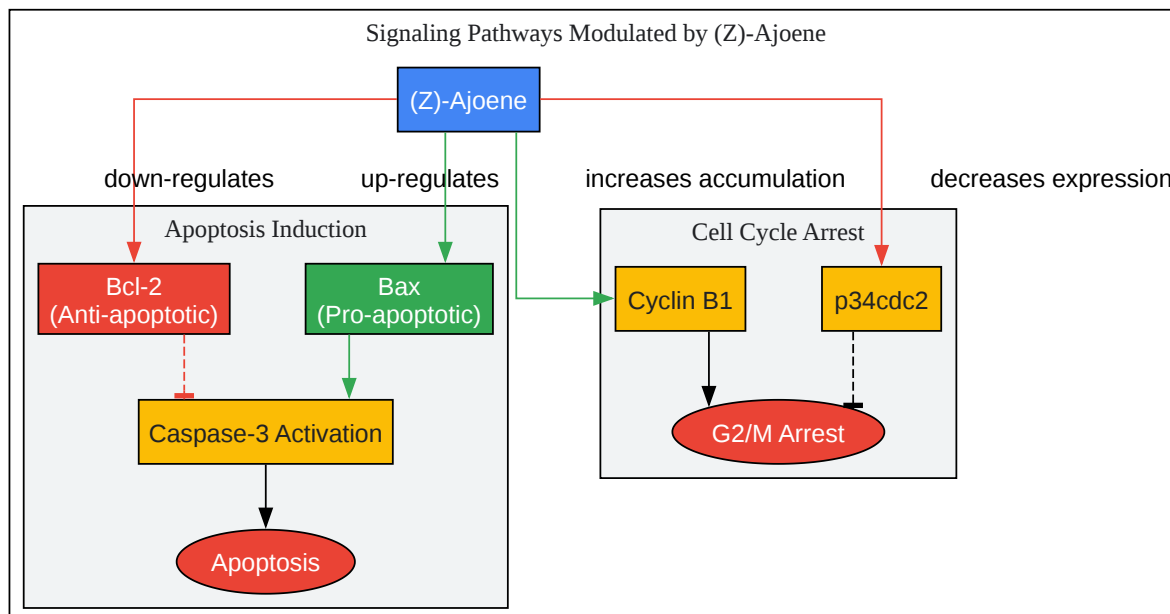 Signaling Pathways Modulated by (Z)-Ajoene
(Z)-Ajoene
down-regulates
up-regulates
increases accumulation
decreases expression
Apoptosis Induction
Bcl-2
(Anti-apoptotic)
Bax
(Pro-apoptotic)
Caspase-3 Activation
Apoptosis
Cell Cycle Arrest
Cyclin B1
p34cdc2
G2/M Arrest